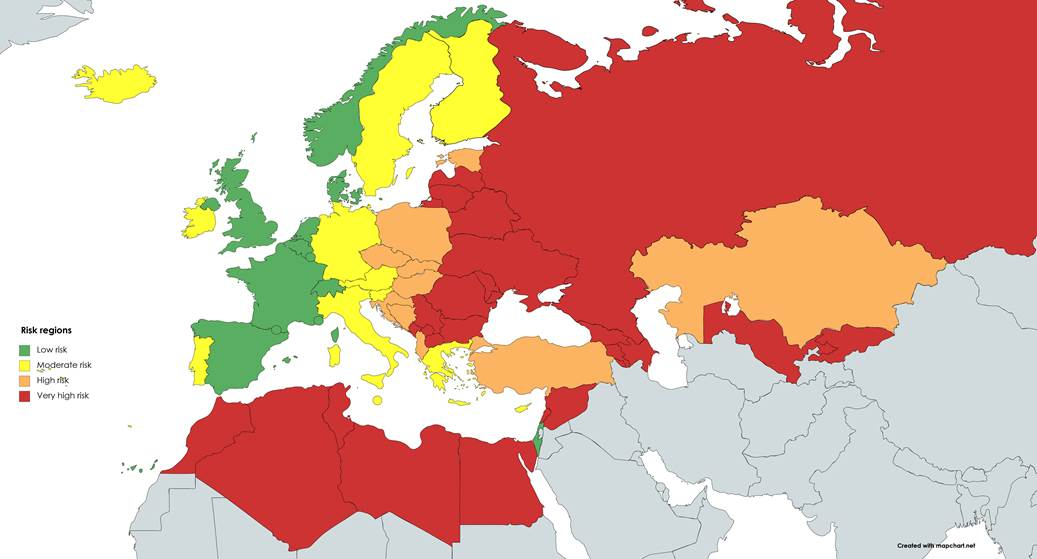 Risk regions
Low risk
Moderate risk
High risk
Very high risk
Created with mapchart.net